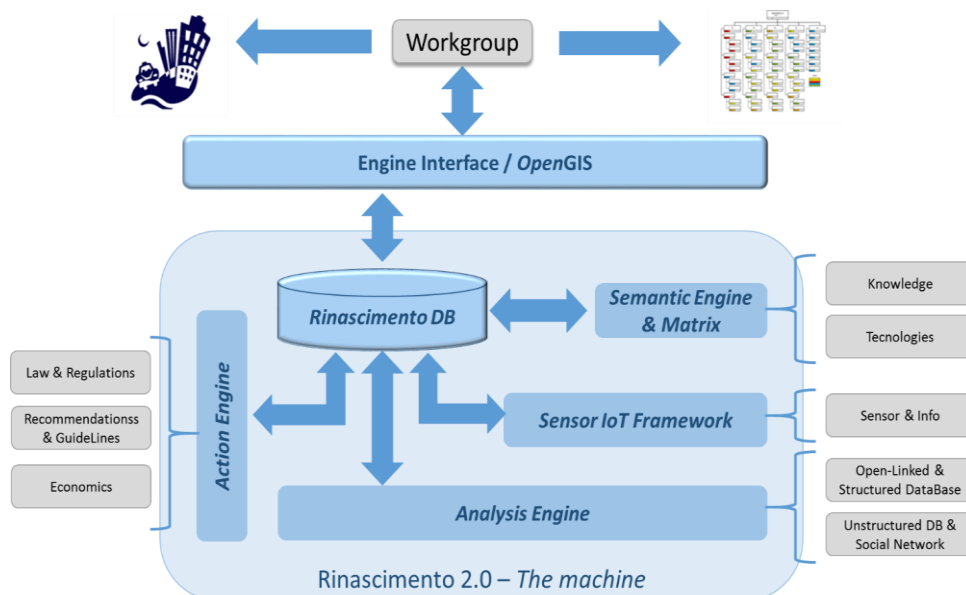 Workgroup
Engine Interface / OpenGIS
Rinascimento DB
Semantic Engine
& Matrix
Knowledge
Tecnologies
Action Engine
Law & Regulations
Recommendationss
& GuideLines
Economics
Sensor IoT Framework
Sensor & Info
Analysis Engine
Open-Linked &
Structured DataBase
Unstructured DB &
Social Network
Rinascimento 2.0 – The machine